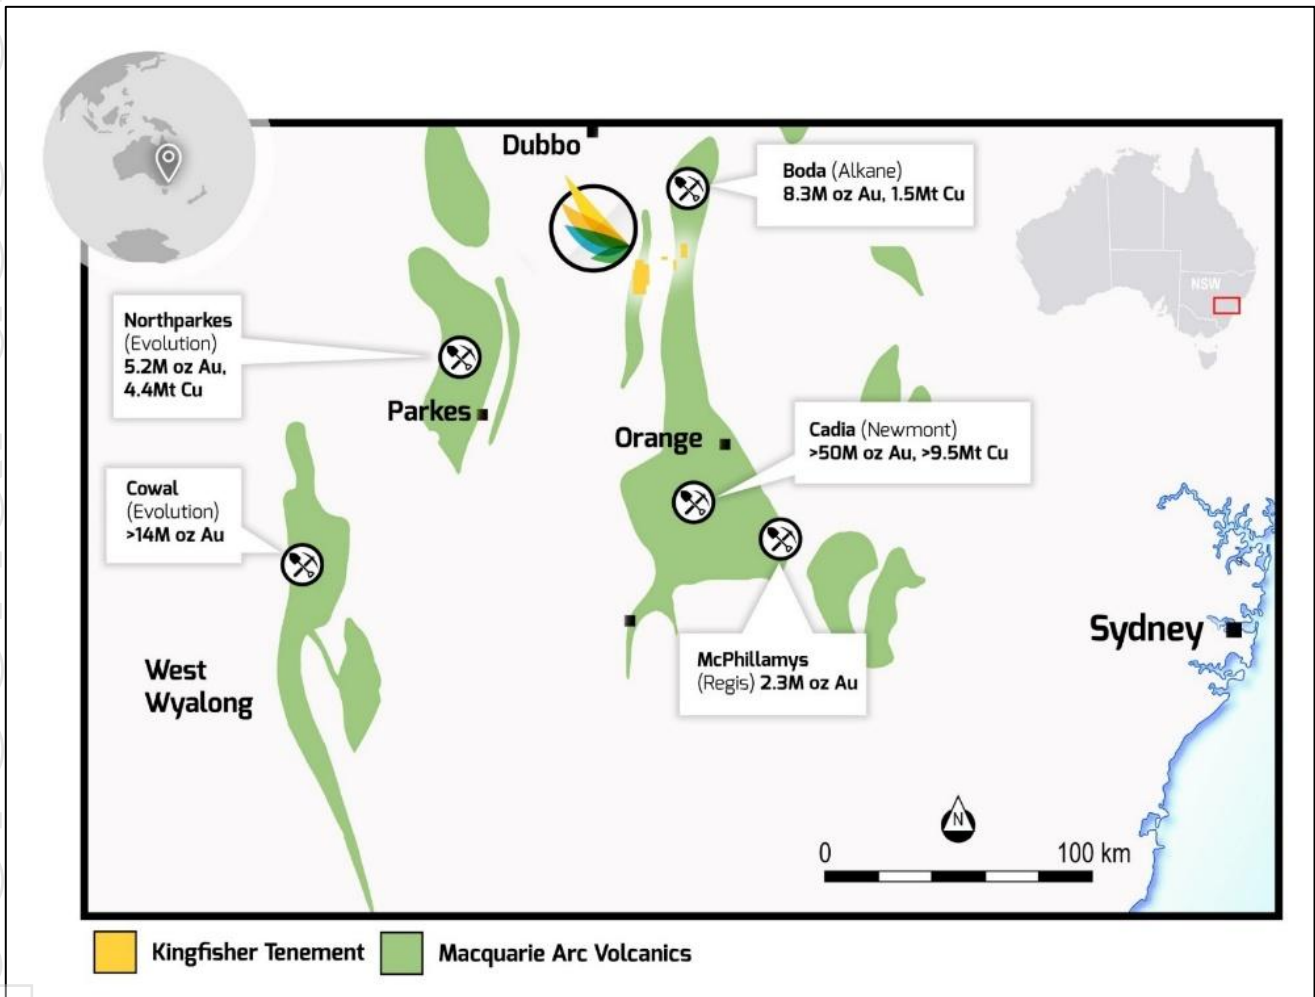 Dubbo
Boda (Alkane)
8.3M oz Au, 1.5Mt Cu
NSW
Northparkes
(Evolution)
5.2M oz Au,
4.4Mt Cu
Parkes
Orange
Cadia (Newmont)
>50M oz Au, >9.5Mt Cu
Cowal
(Evolution)
>14M oz Au
Sydney
McPhillamys
(Regis) 2.3M oz Au
West
Wyalong
N
0 100 km
Kingfisher Tenement Macquarie Arc Volcanics